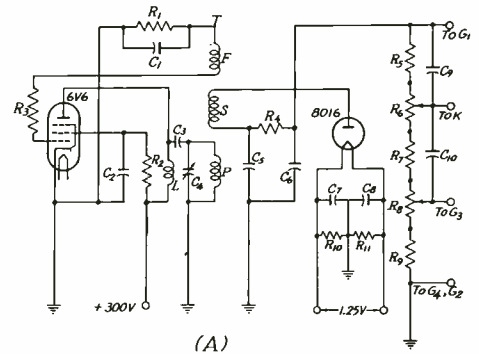 R1
T
C1
F
6V6
R3
C3
R2
L
C2
C4
P
S
R4
C5
C6
8016
C7
C8
R10
R11
R5
C9
R6
R7
C10
R8
R9
To G1
To K
To G3
To G4, G2
+300V
1.25V
(A)